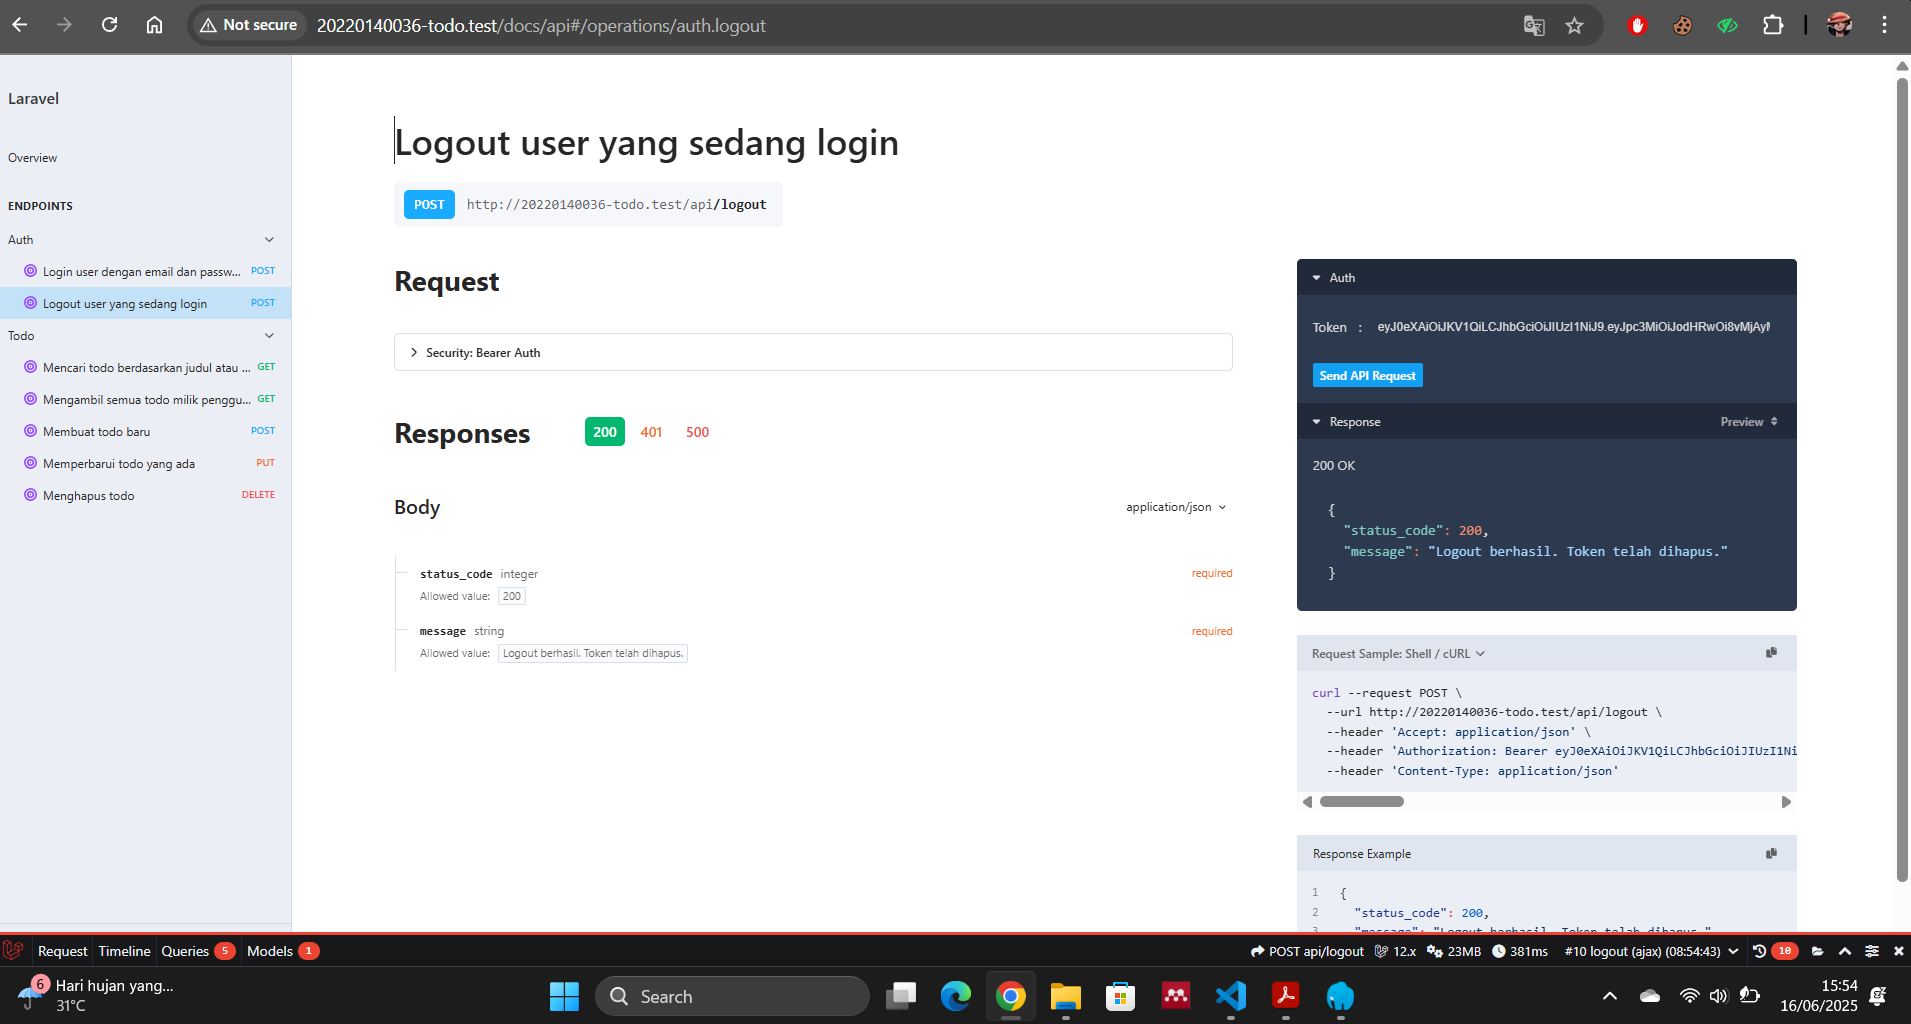 Not secure
20220140036-todo.test/docs/api#/operations/auth.logout
Laravel
Overview
ENDPOINTS
Auth
Login user dengan email dan passw... POST
Logout user yang sedang login POST
Todo
Mencari todo berdasarkan judul atau ... GET
Mengambil semua todo milik penggu... GET
Membuat todo baru POST
Memperbarui todo yang ada PUT
Menghapus todo DELETE
Logout user yang sedang login
POST http://20220140036-todo.test/api/logout
Request
Security: Bearer Auth
Responses 200 401 500
Body application/json
status_code integer required
Allowed value: 200
message string required
Allowed value: Logout berhasil. Token telah dihapus.
Auth
Token : eyJ0eXAiOiJKV1QiLCJhbGciOiJIUzI1NiJ9.eyJpc3MiOiJodHRwOi8vMjAyM
Send API Request
Response Preview
200 OK
{
"status_code": 200,
"message": "Logout berhasil. Token telah dihapus."
}
Request Sample: Shell / cURL
curl --request POST \
--url http://20220140036-todo.test/api/logout \
--header 'Accept: application/json' \
--header 'Authorization: Bearer eyJ0eXAiOiJKV1QiLCJhbGciOiJIUzI1Ni
--header 'Content-Type: application/json'
Response Example
1 {
2 "status_code": 200,
3 "message": "Logout berhasil. Token telah dihapus."
Request Timeline Queries 5 Models 1 POST api/logout 12.x 23MB 381ms #10 logout (ajax) (08:54:43) 10
6
Hari hujan yang...
31°C
Search
15:54
16/06/2025